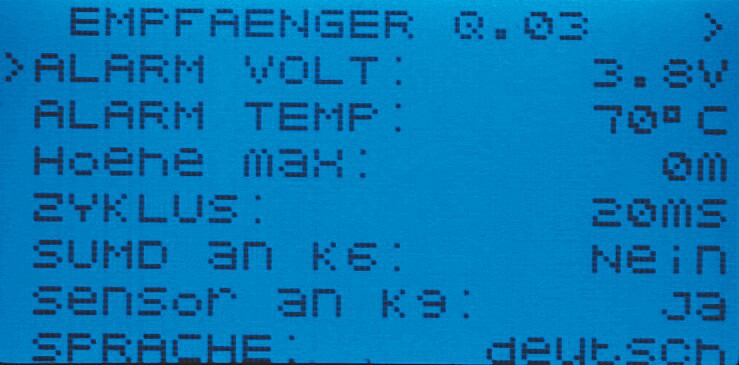 EMPFAENGER Q.03 >
>ALARM VOLT: 3.8V
ALARM TEMP: 70°C
Hoehe max: 0m
ZYKLUS: 20ms
SUMD an K6: Nein
Sensor an K9: Ja
SPRACHE: deutsch